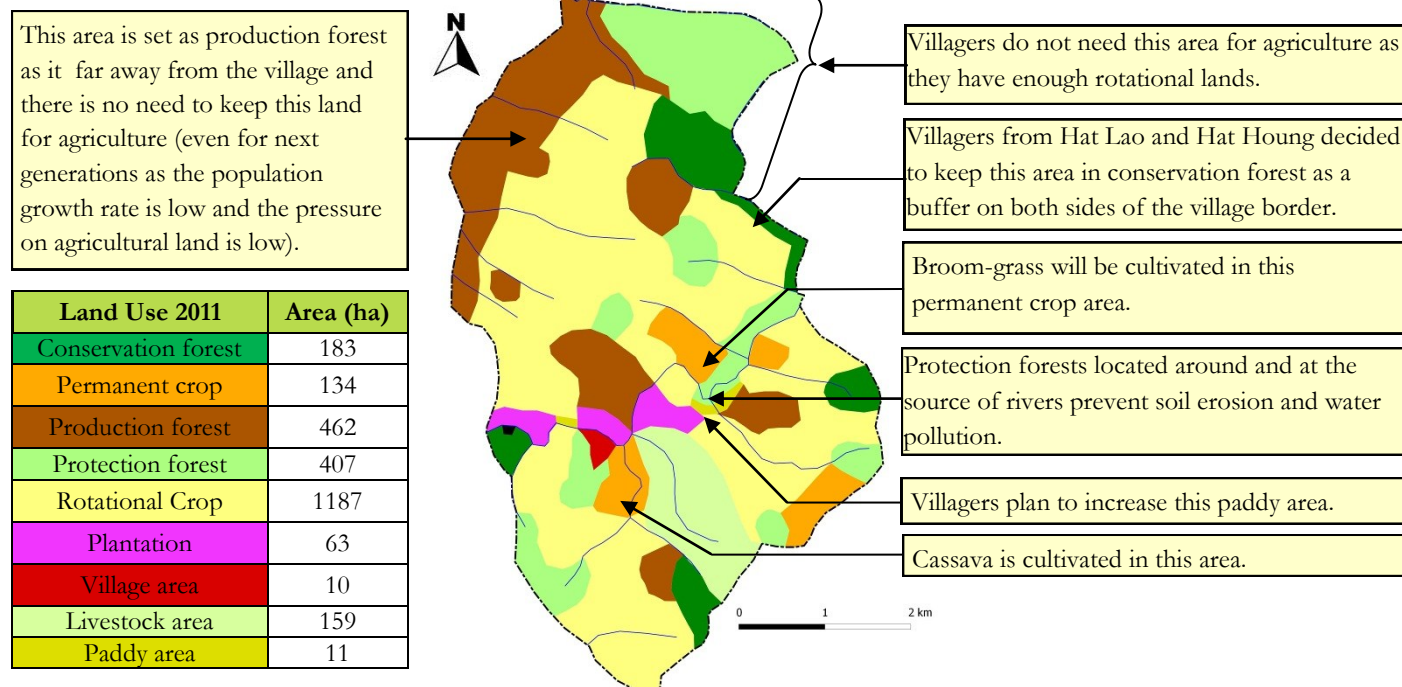 This area is set as production forest
as it far away from the village and
there is no need to keep this land
for agriculture (even for next
generations as the population
growth rate is low and the pressure
on agricultural land is low).
Land Use 2011 Area (ha)
Conservation forest 183
Permanent crop 134
Production forest 462
Protection forest 407
Rotational Crop 1187
Plantation 63
Village area 10
Livestock area 159
Paddy area 11
N
0 1 2 km
Villagers do not need this area for agriculture as
they have enough rotational lands.
Villagers from Hat Lao and Hat Houng decided
to keep this area in conservation forest as a
buffer on both sides of the village border.
Broom-grass will be cultivated in this
permanent crop area.
Protection forests located around and at the
source of rivers prevent soil erosion and water
pollution.
Villagers plan to increase this paddy area.
Cassava is cultivated in this area.